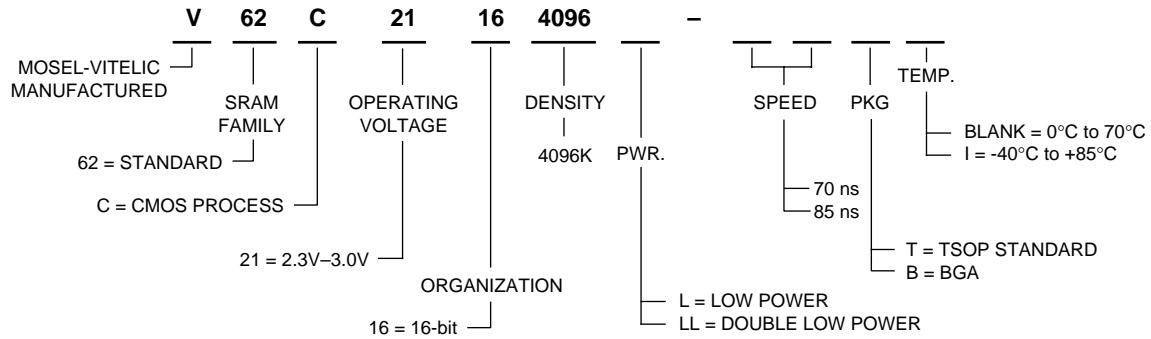 V 62 C 21 16 4096 –
MOSEL-VITELIC
MANUFACTURED
SRAM
FAMILY
OPERATING
VOLTAGE
DENSITY
SPEED
PKG
TEMP.
62 = STANDARD
4096K
PWR.
BLANK = 0°C to 70°C
I = -40°C to +85°C
C = CMOS PROCESS
70 ns
85 ns
21 = 2.3V–3.0V
T = TSOP STANDARD
B = BGA
ORGANIZATION
16 = 16-bit
L = LOW POWER
LL = DOUBLE LOW POWER